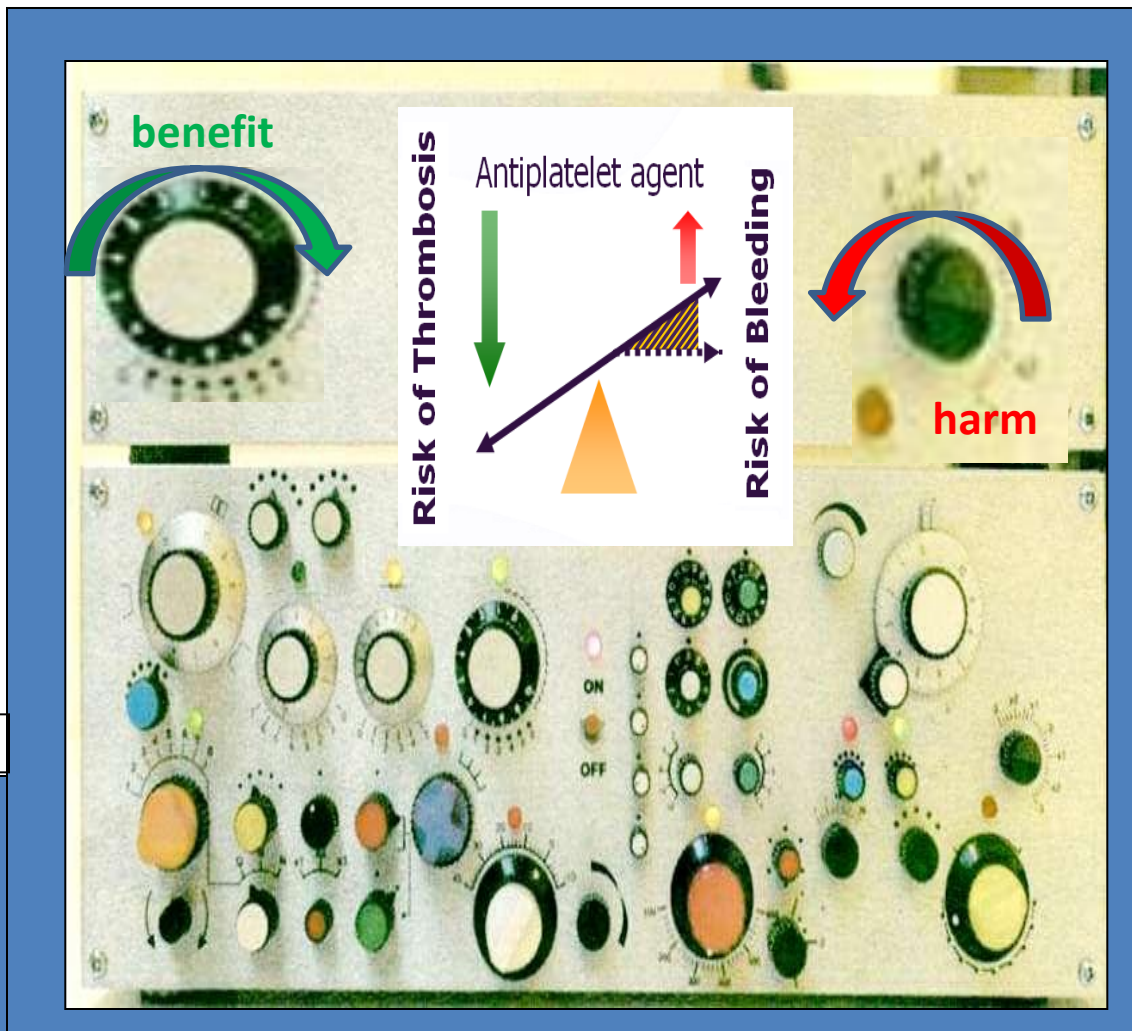 benefit
Risk of Thrombosis
Antiplatelet agent
Risk of Bleeding
harm
ON
OFF